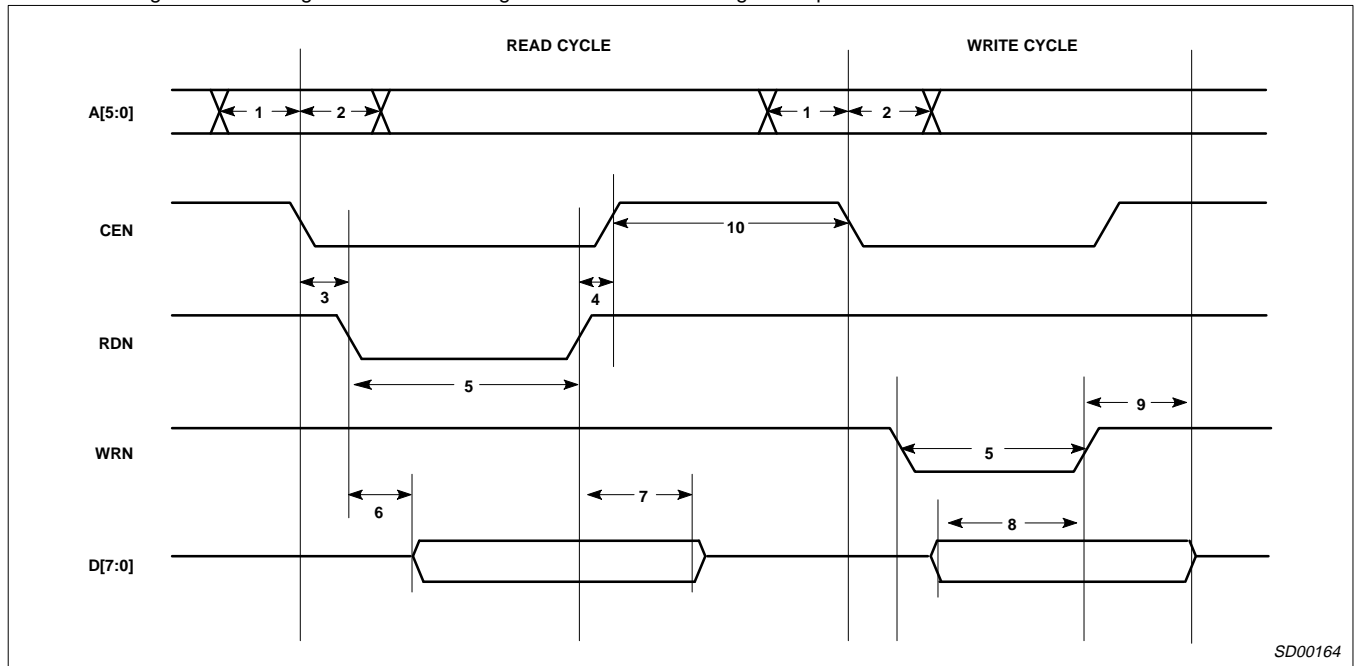 READ CYCLE WRITE CYCLE
A[5:0] 1 2 1 2
CEN 10
3 4
RDN
5
9
WRN 5
7
6
8
D[7:0]
SD00164